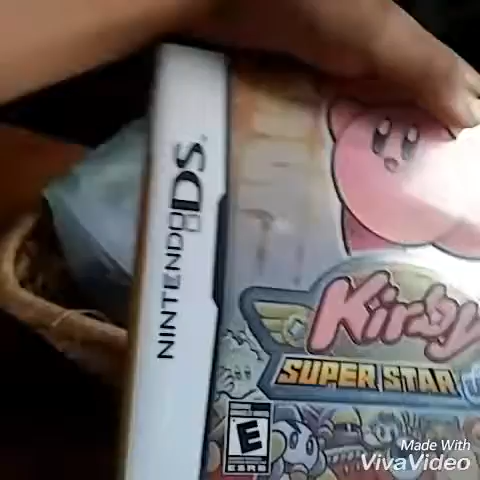 NINTENDO DS
Kirby
SUPER STAR
E
ESRB
Made With
VivaVideo